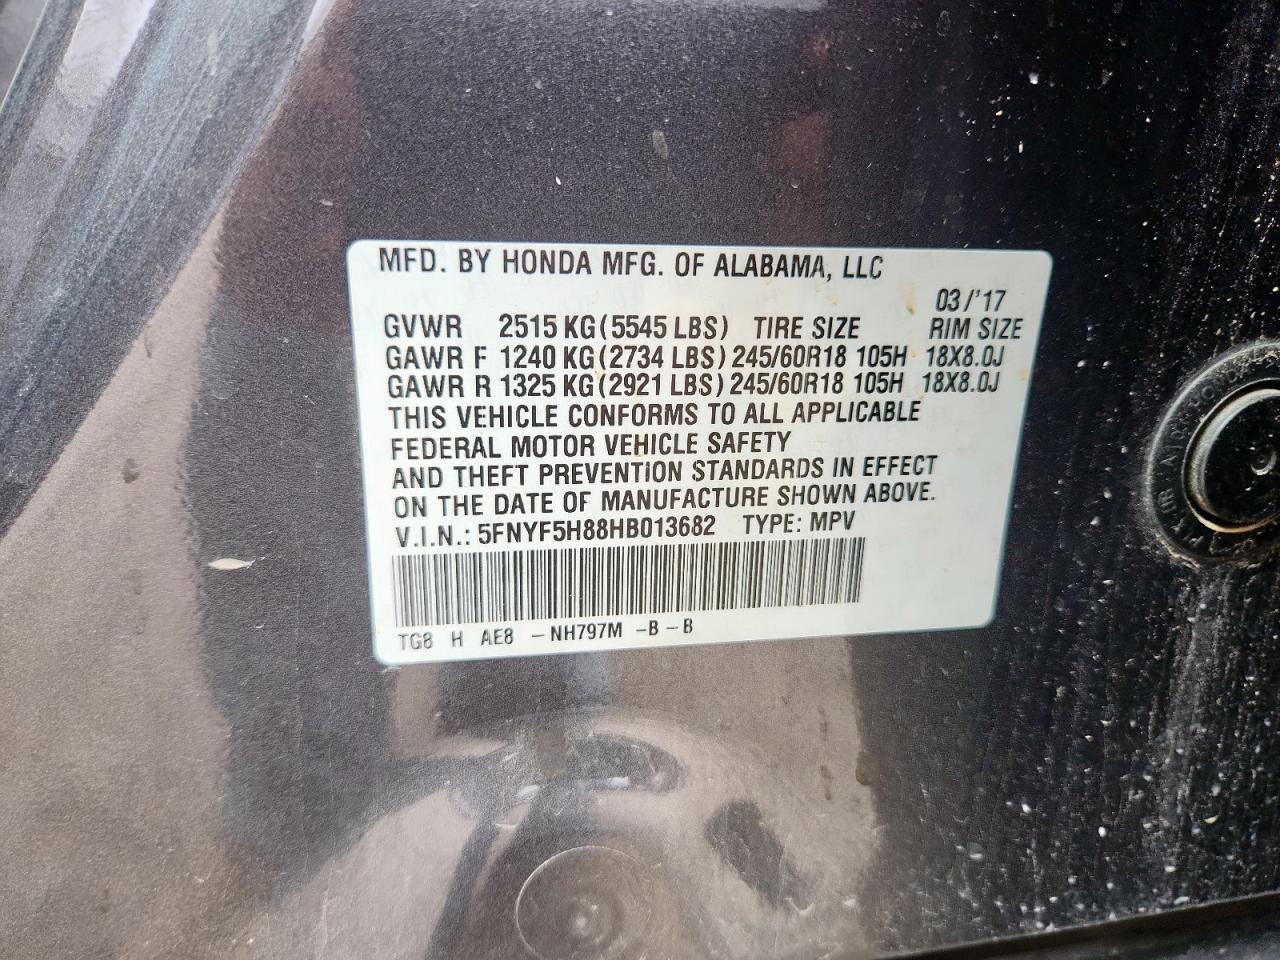 MFD. BY HONDA MFG. OF ALABAMA, LLC
03/'17
GVWR 2515 KG (5545 LBS) TIRE SIZE RIM SIZE
GAWR F 1240 KG (2734 LBS) 245/60R18 105H 18X8.0J
GAWR R 1325 KG (2921 LBS) 245/60R18 105H 18X8.0J
THIS VEHICLE CONFORMS TO ALL APPLICABLE
FEDERAL MOTOR VEHICLE SAFETY
AND THEFT PREVENTION STANDARDS IN EFFECT
ON THE DATE OF MANUFACTURE SHOWN ABOVE.
V.I.N.: 5FNYF5H88HB013682 TYPE: MPV
TG8 H AE8 -NH797M -B-B